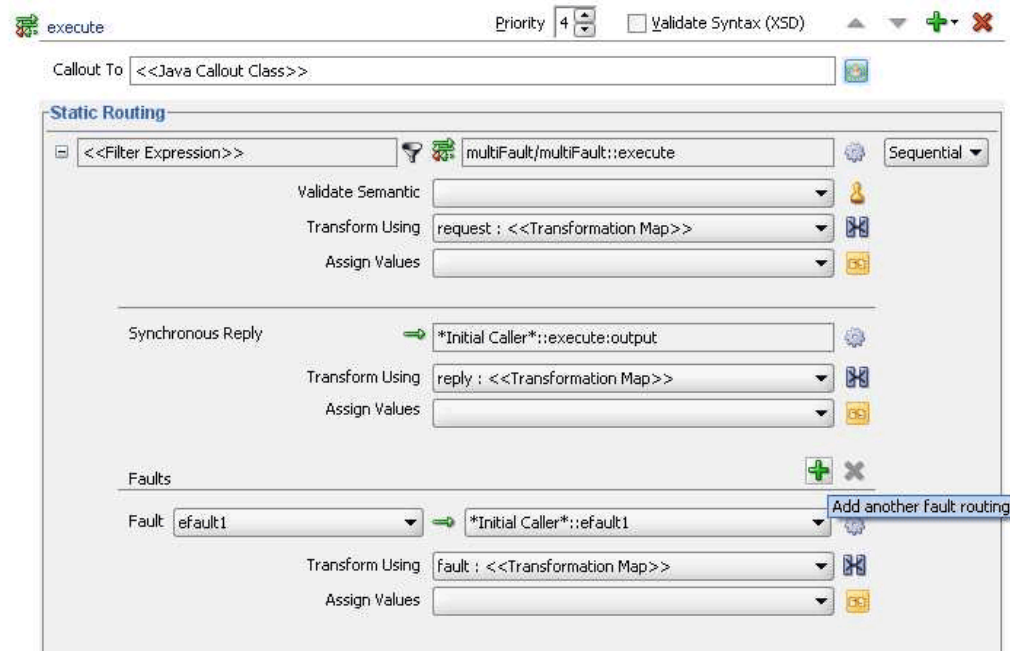 execute Priority 4 Validate Syntax (XSD)
Callout To <<Java Callout Class>>
Static Routing
<<Filter Expression>> multiFault/multiFault::execute Sequential
Validate Semantic
Transform Using request : <<Transformation Map>>
Assign Values
Synchronous Reply *Initial Caller*::execute:output
Transform Using reply : <<Transformation Map>>
Assign Values
Faults
Add another fault routing
Fault efault1 *Initial Caller*::efault1
Transform Using fault : <<Transformation Map>>
Assign Values